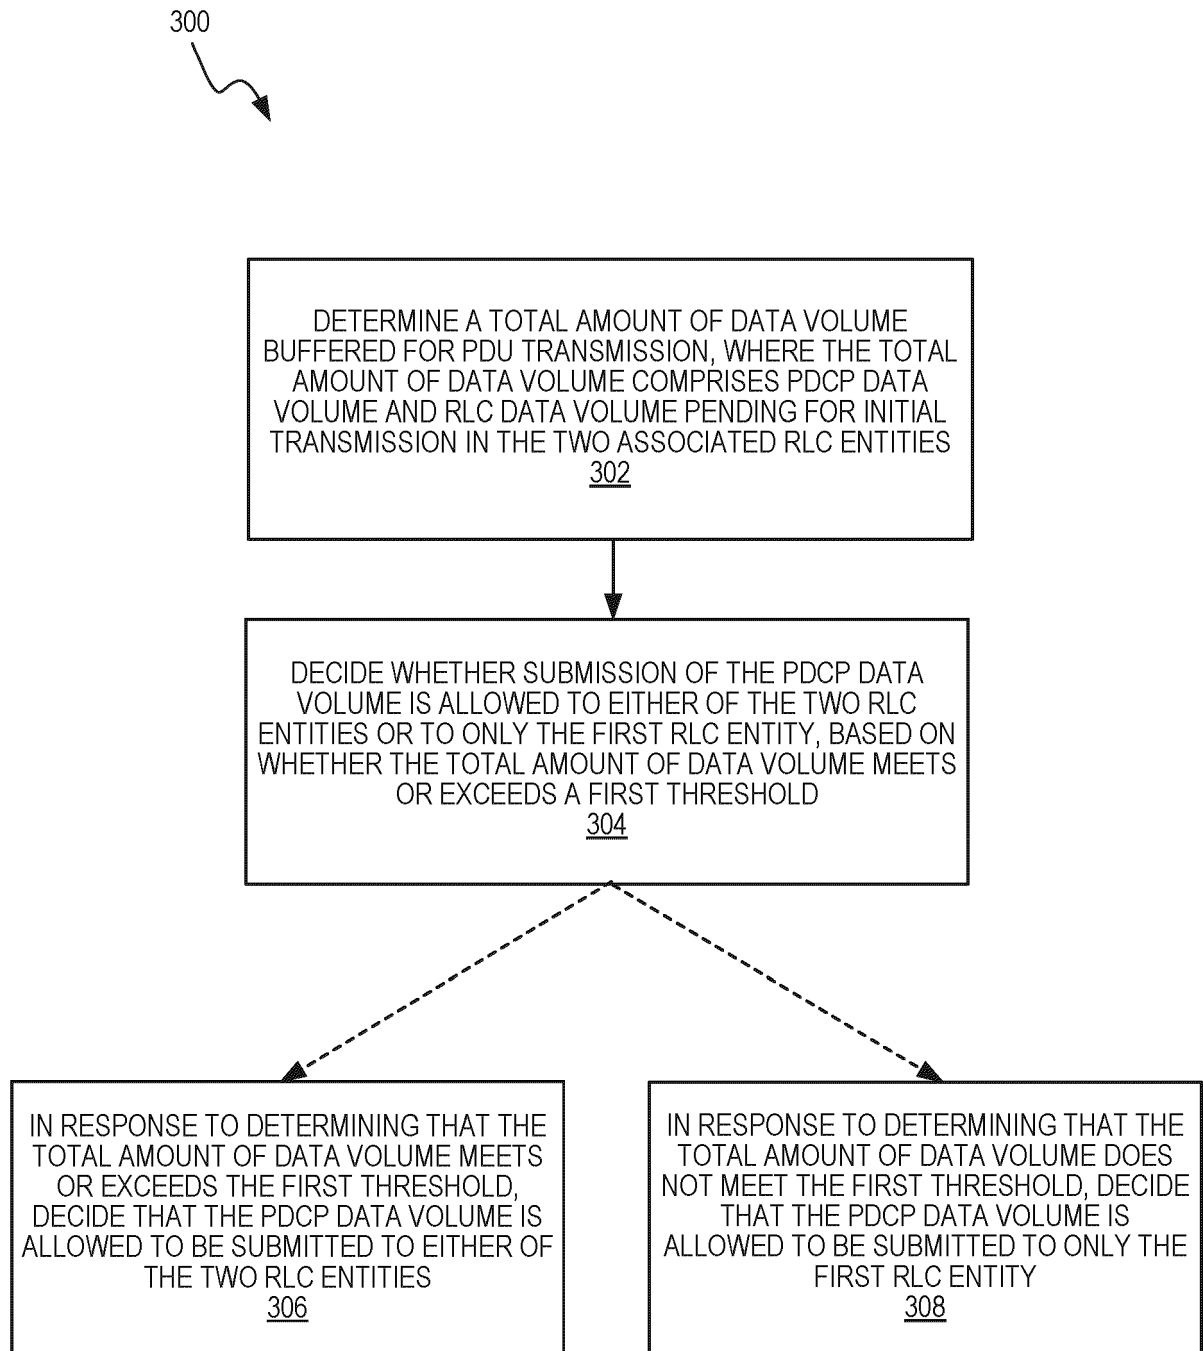 300
DETERMINE A TOTAL AMOUNT OF DATA VOLUME
BUFFERED FOR PDU TRANSMISSION, WHERE THE TOTAL
AMOUNT OF DATA VOLUME COMPRISES PDCP DATA
VOLUME AND RLC DATA VOLUME PENDING FOR INITIAL
TRANSMISSION IN THE TWO ASSOCIATED RLC ENTITIES
302
DECIDE WHETHER SUBMISSION OF THE PDCP DATA
VOLUME IS ALLOWED TO EITHER OF THE TWO RLC
ENTITIES OR TO ONLY THE FIRST RLC ENTITY, BASED ON
WHETHER THE TOTAL AMOUNT OF DATA VOLUME MEETS
OR EXCEEDS A FIRST THRESHOLD
304
IN RESPONSE TO DETERMINING THAT THE
TOTAL AMOUNT OF DATA VOLUME MEETS
OR EXCEEDS THE FIRST THRESHOLD,
DECIDE THAT THE PDCP DATA VOLUME IS
ALLOWED TO BE SUBMITTED TO EITHER OF
THE TWO RLC ENTITIES
306
IN RESPONSE TO DETERMINING THAT THE
TOTAL AMOUNT OF DATA VOLUME DOES
NOT MEET THE FIRST THRESHOLD, DECIDE
THAT THE PDCP DATA VOLUME IS
ALLOWED TO BE SUBMITTED TO ONLY THE
FIRST RLC ENTITY
308